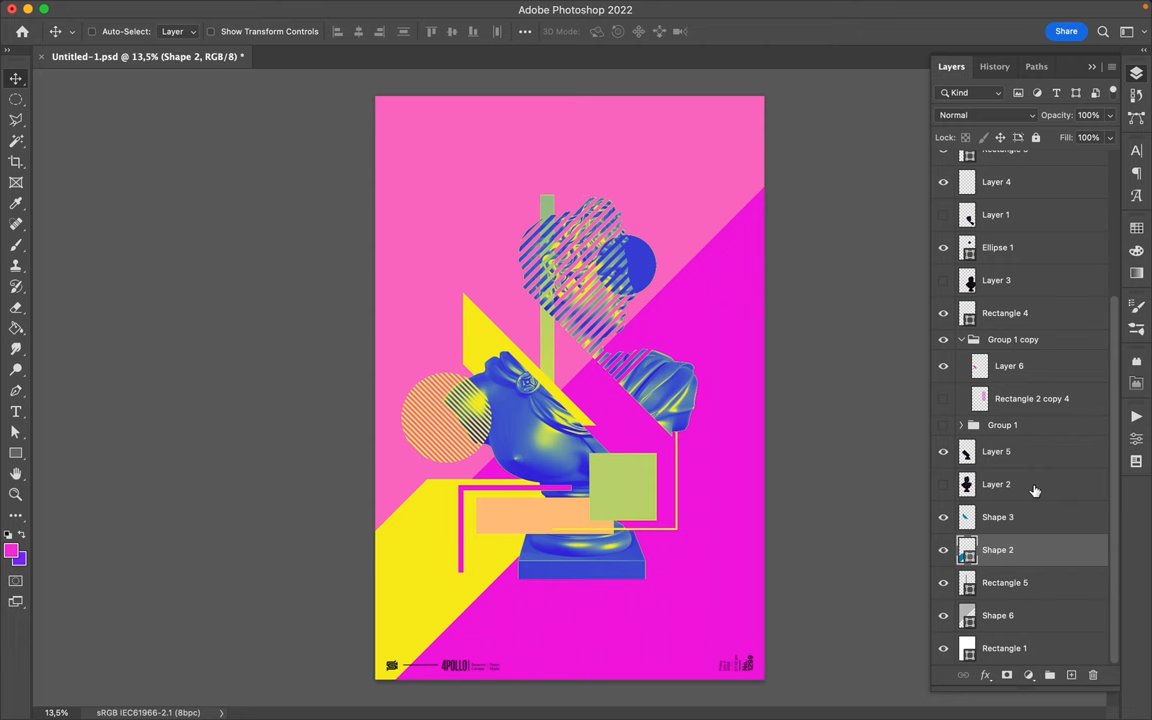 Adobe Photoshop 2022
Auto-Select:
Layer
Show Transform Controls
3D Mode:
Share
Untitled-1.psd @ 13,5% (Shape 2, RGB/8) *
Layers
History
Paths
Kind
Normal
Opacity:
100%
Lock:
Fill:
100%
Layer 4
Layer 1
Ellipse 1
Layer 3
Rectangle 4
Group 1 copy
Layer 6
Rectangle 2 copy 4
Group 1
Layer 5
Layer 2
Shape 3
Shape 2
Rectangle 5
Shape 6
Rectangle 1
fx
4POLLO
13,5%
sRGB IEC61966-2.1 (8bpc)